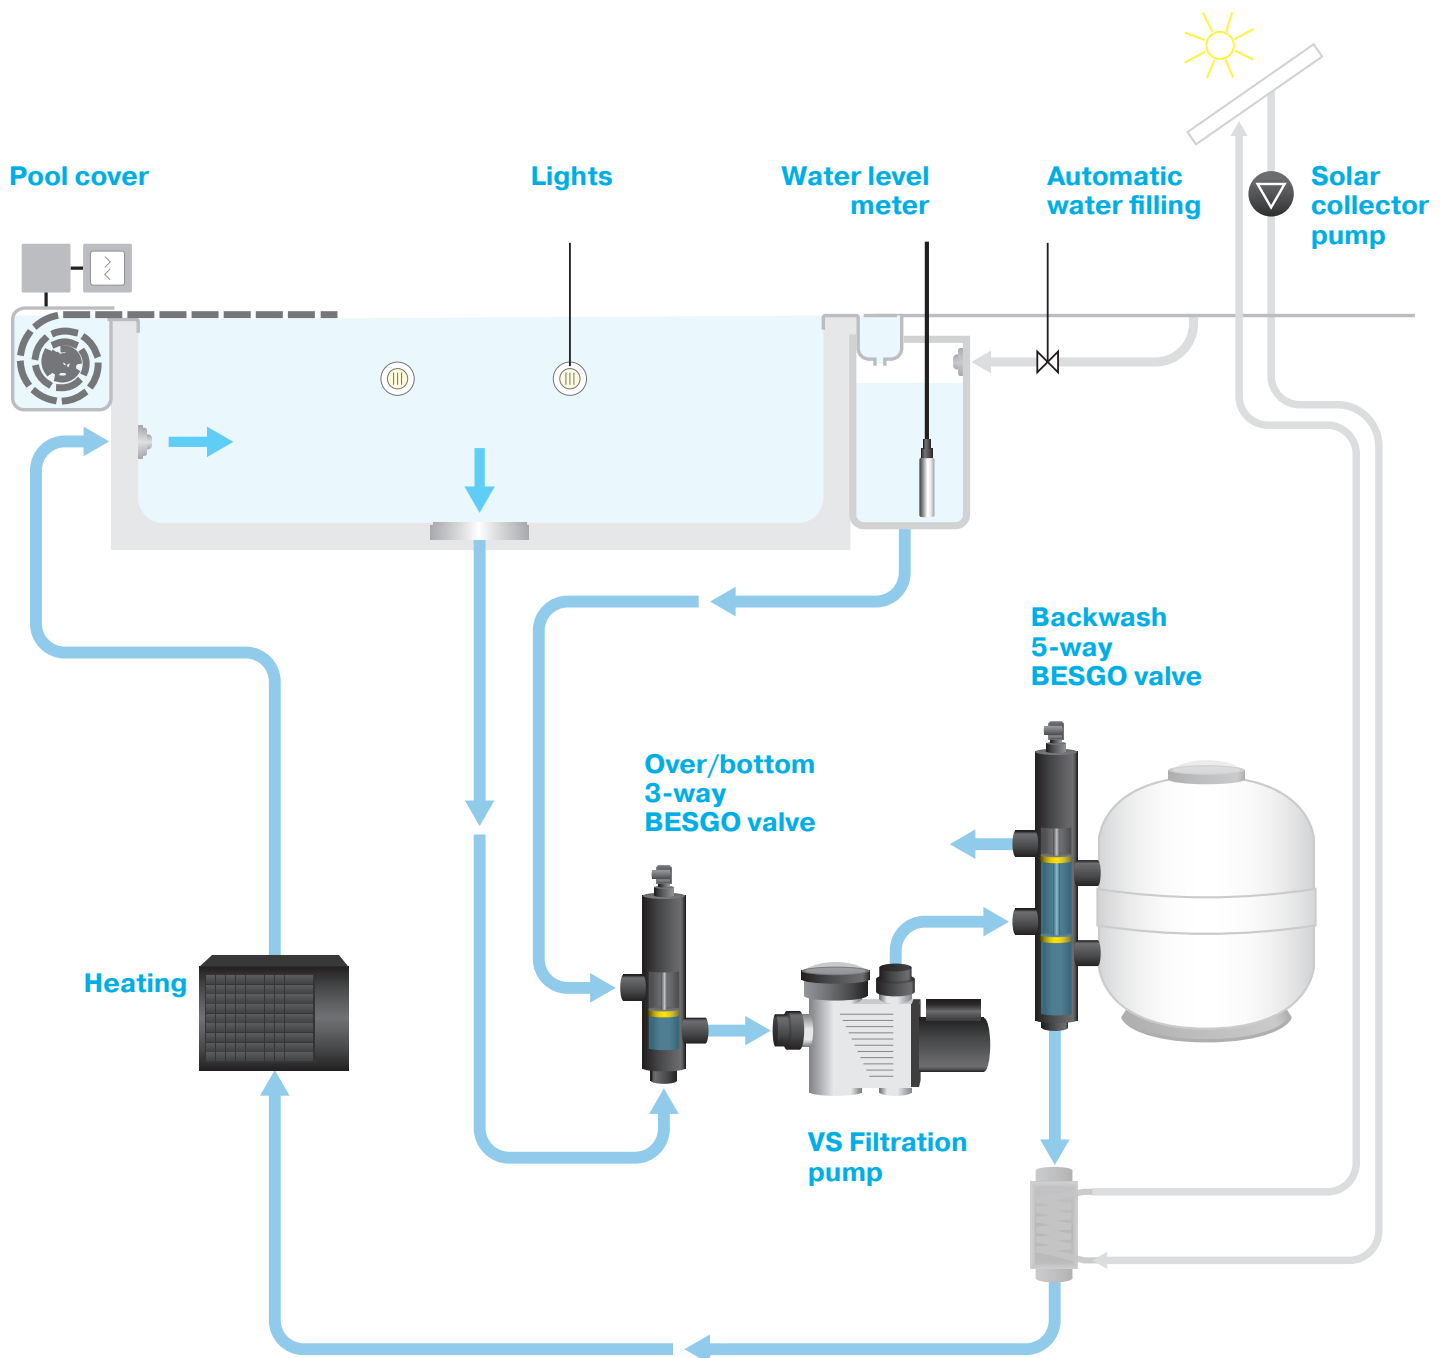 Pool cover
Lights
Water level
meter
Automatic
water filling
Solar
collector
pump
Backwash
5-way
BESGO valve
Over/bottom
3-way
BESGO valve
Heating
VS Filtration
pump